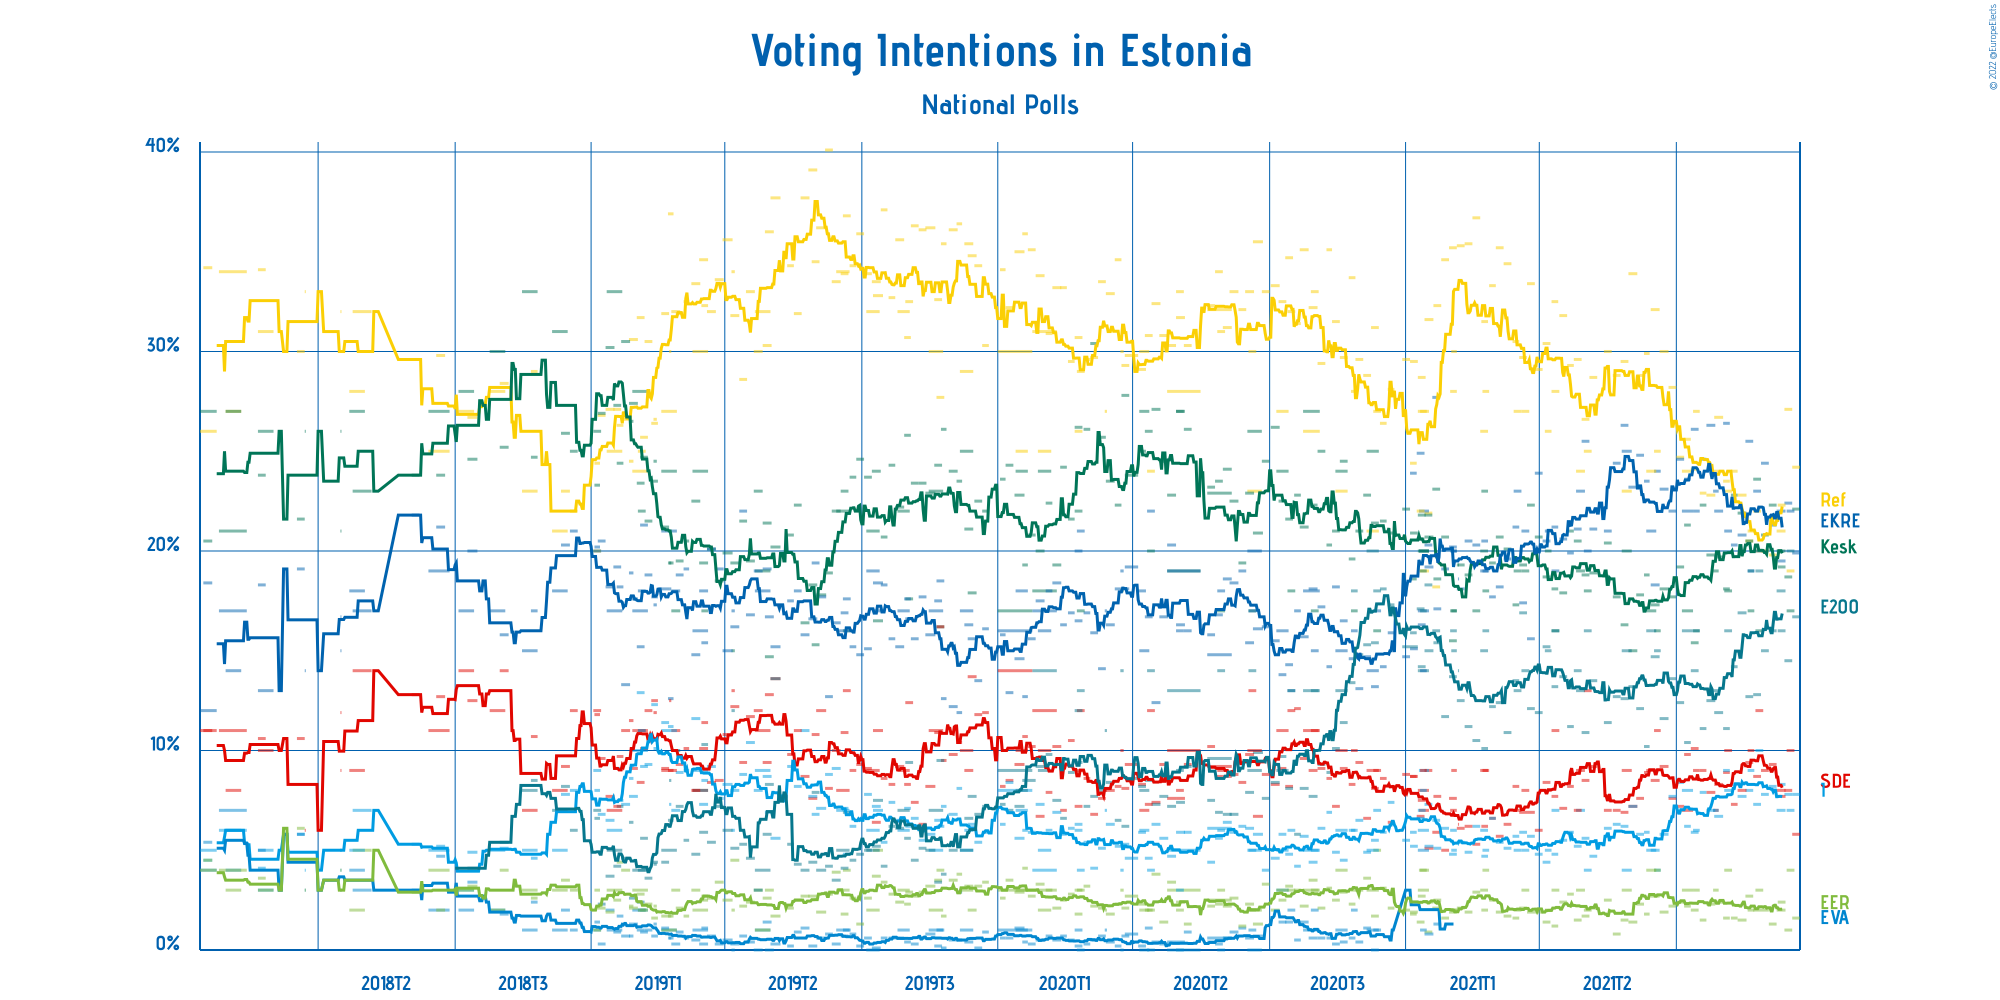 Voting Intentions in Estonia
National Polls
© 2022 @EuropeElects
40%
30%
20%
10%
0%
Ref
EKRE
Kesk
E200
SDE
I
EER
EVA
2018T2
2018T3
2019T1
2019T2
2019T3
2020T1
2020T2
2020T3
2021T1
2021T2